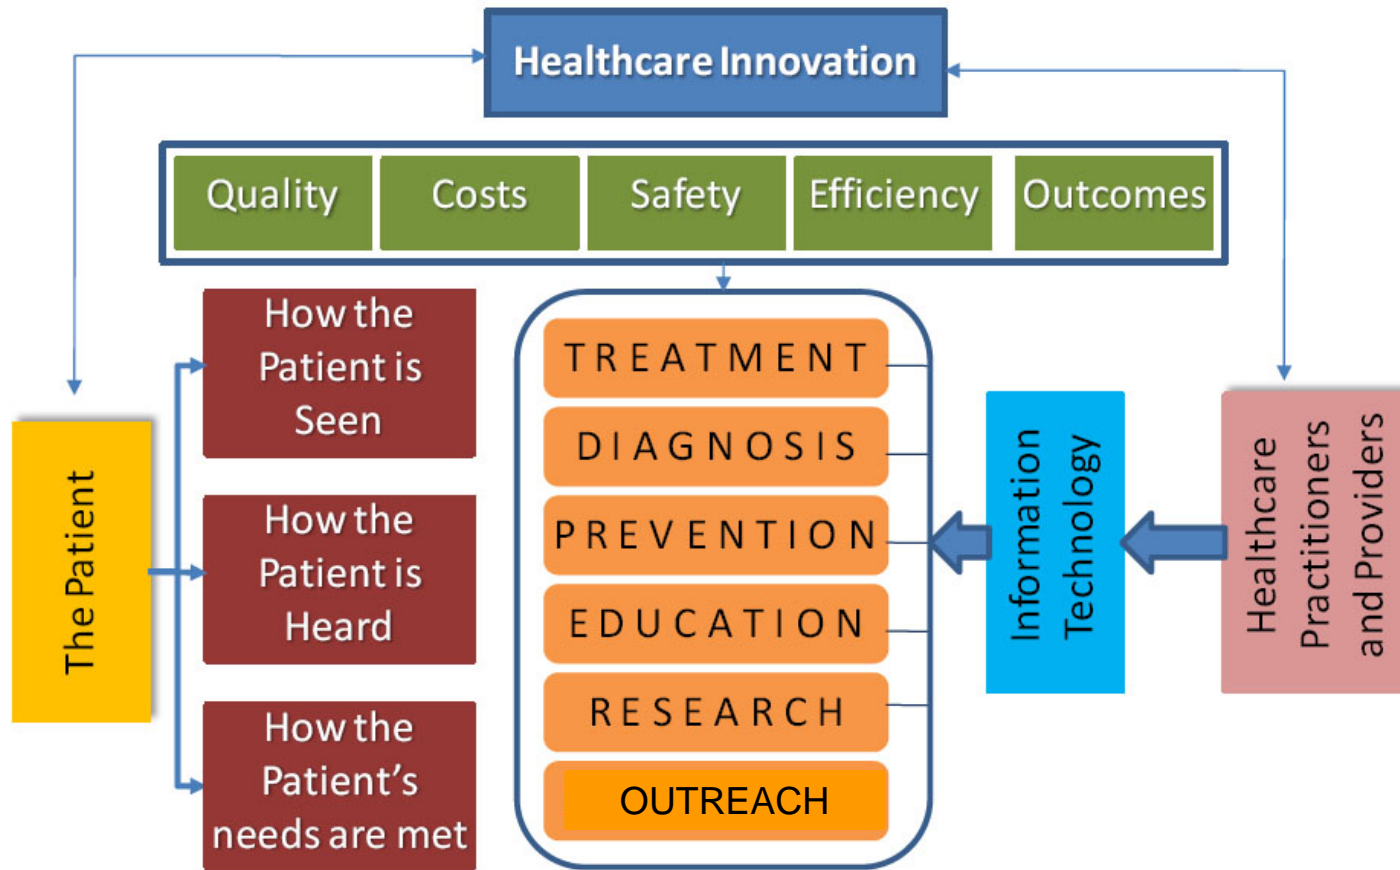 Healthcare Innovation
Quality
Costs
Safety
Efficiency
Outcomes
How the
Patient is
Seen
How the
Patient is
Heard
How the
Patient's
needs are met
The Patient
TREATMENT
DIAGNOSIS
PREVENTION
EDUCATION
RESEARCH
OUTREACH
Information
Technology
Healthcare
Practitioners
and Providers